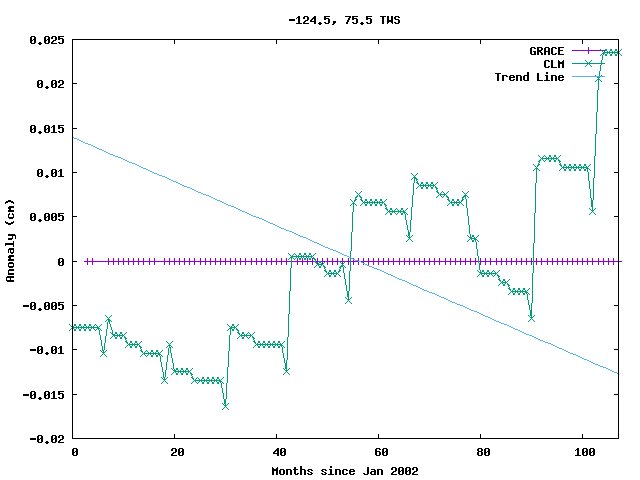 -124.5, 75.5 TWS
GRACE
CLM
Trend Line
Anomaly (cm)
0.025
0.02
0.015
0.01
0.005
0
-0.005
-0.01
-0.015
-0.02
0 20 40 60 80 100
Months since Jan 2002